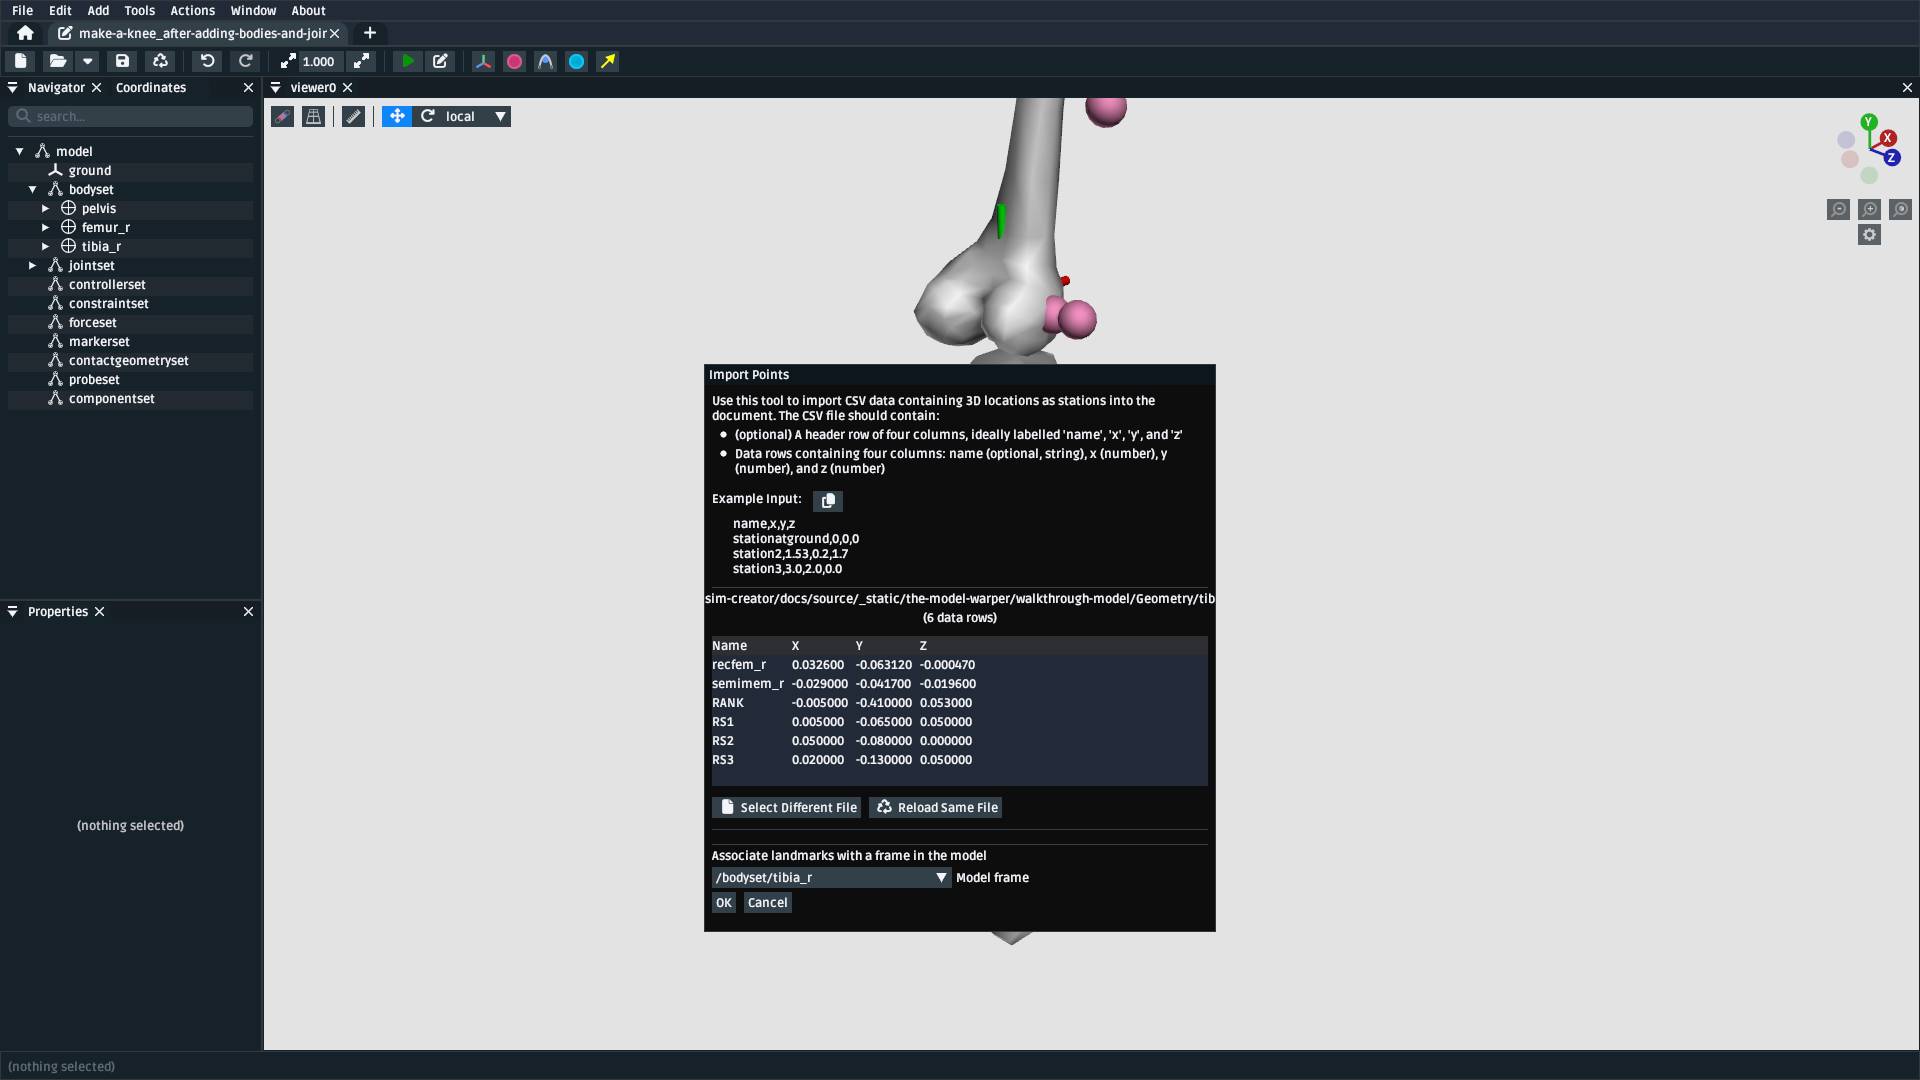 File Edit Add Tools Actions Window About
make-a-knee_after-adding-bodies-and-joir
1.000
Navigator Coordinates
search...
model
ground
bodyset
pelvis
femur_r
tibia_r
jointset
controllerset
constraintset
forceset
markerset
contactgeometryset
probeset
componentset
Properties
(nothing selected)
(nothing selected)
viewer0
local
Y
X
Z
Import Points
Use this tool to import CSV data containing 3D locations as stations into the
document. The CSV file should contain:
(optional) A header row of four columns, ideally labelled 'name', 'x', 'y', and 'z'
Data rows containing four columns: name (optional, string), x (number), y
(number), and z (number)
Example Input:
name,x,y,z
stationatground,0,0,0
station2,1.53,0.2,1.7
station3,3.0,2.0,0.0
sim-creator/docs/source/_static/the-model-warper/walkthrough-model/Geometry/tib
(6 data rows)
Name X Y Z
recfem_r 0.032600 -0.063120 -0.000470
semimem_r -0.029000 -0.041700 -0.019600
RANK -0.005000 -0.410000 0.053000
RS1 0.005000 -0.065000 0.050000
RS2 0.050000 -0.080000 0.000000
RS3 0.020000 -0.130000 0.050000
Select Different File Reload Same File
Associate landmarks with a frame in the model
/bodyset/tibia_r Model frame
OK Cancel